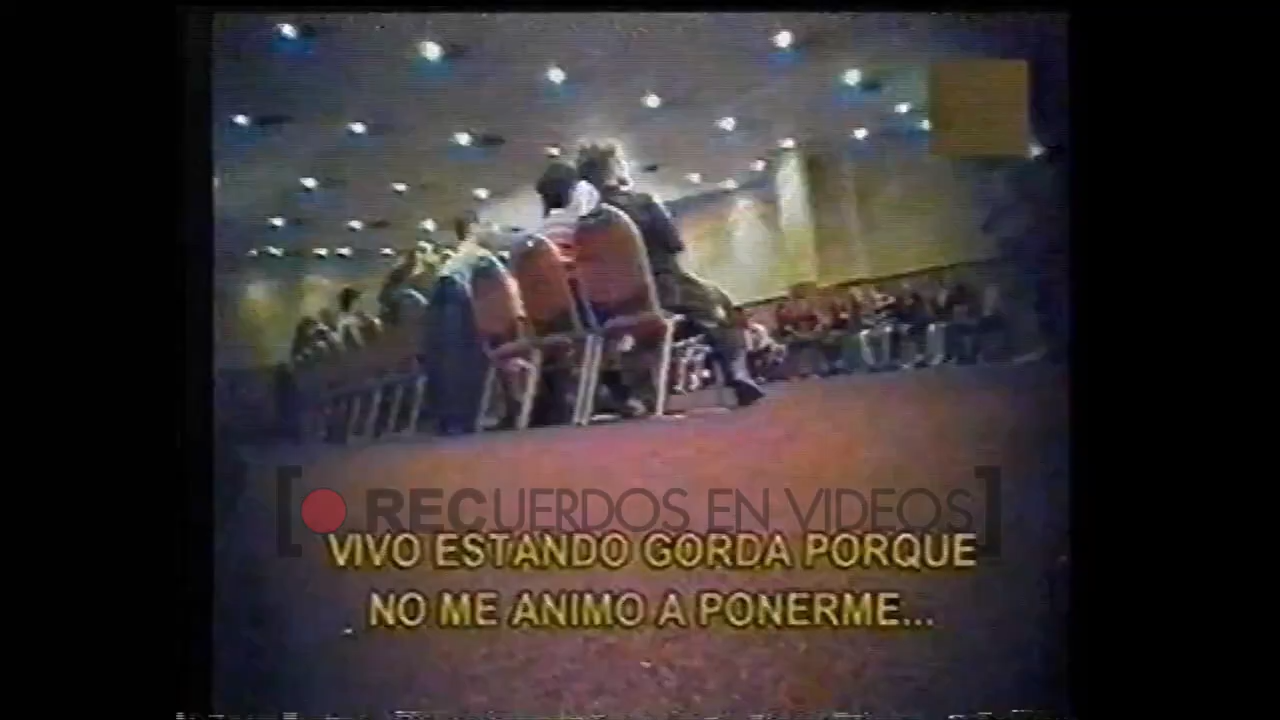 [RECUERDOS EN VIDEOS]
VIVO ESTANDO GORDA PORQUE
NO ME ANIMO A PONERME...